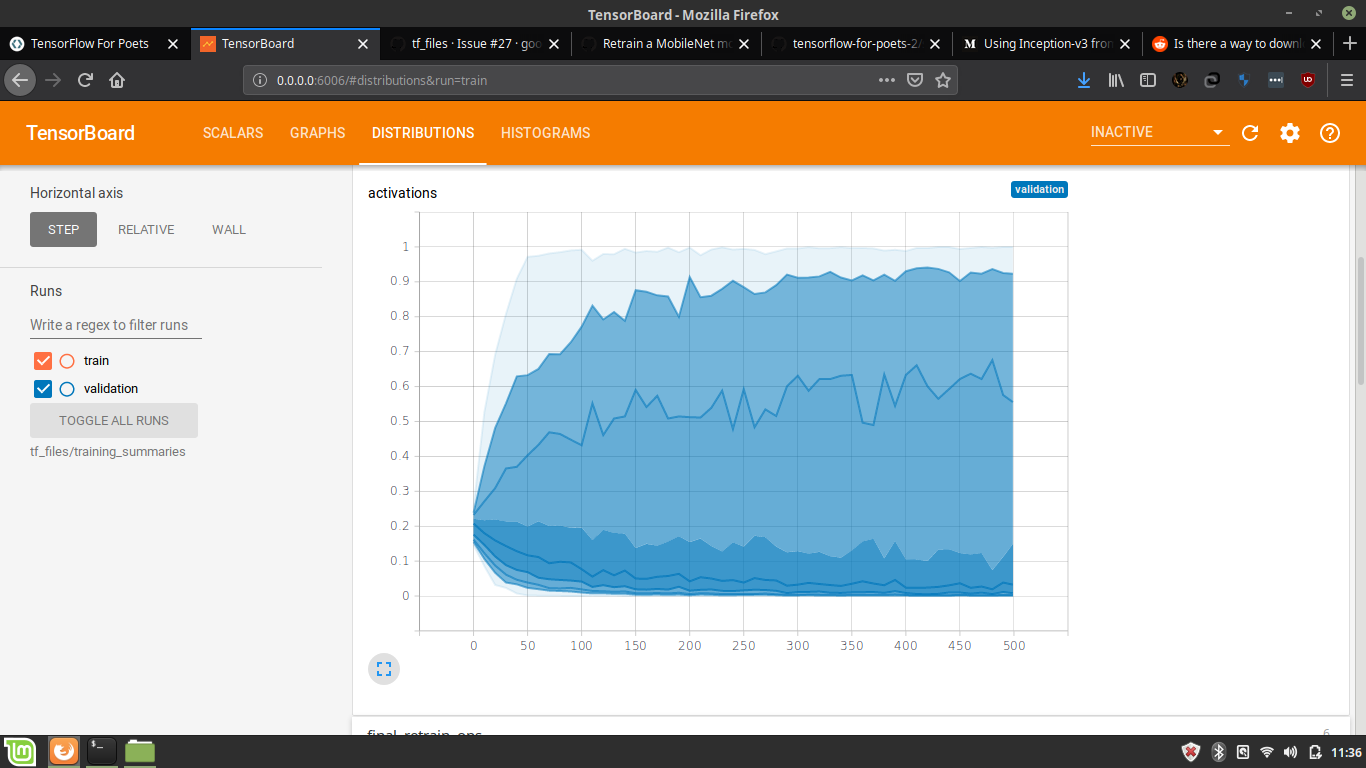 TensorBoard - Mozilla Firefox
TensorFlow For Poets
TensorBoard
tf_files · Issue #27 · goo
Retrain a MobileNet mo
tensorflow-for-poets-2/
Using Inception-v3 from
Is there a way to downl
0.0.0.0:6006/#distributions&run=train
TensorBoard
SCALARS
GRAPHS
DISTRIBUTIONS
HISTOGRAMS
INACTIVE
Horizontal axis
STEP
RELATIVE
WALL
Runs
Write a regex to filter runs
train
validation
TOGGLE ALL RUNS
tf_files/training_summaries
activations
validation
1
0.9
0.8
0.7
0.6
0.5
0.4
0.3
0.2
0.1
0
0 50 100 150 200 250 300 350 400 450 500
final_retrain_ops
6
11:36